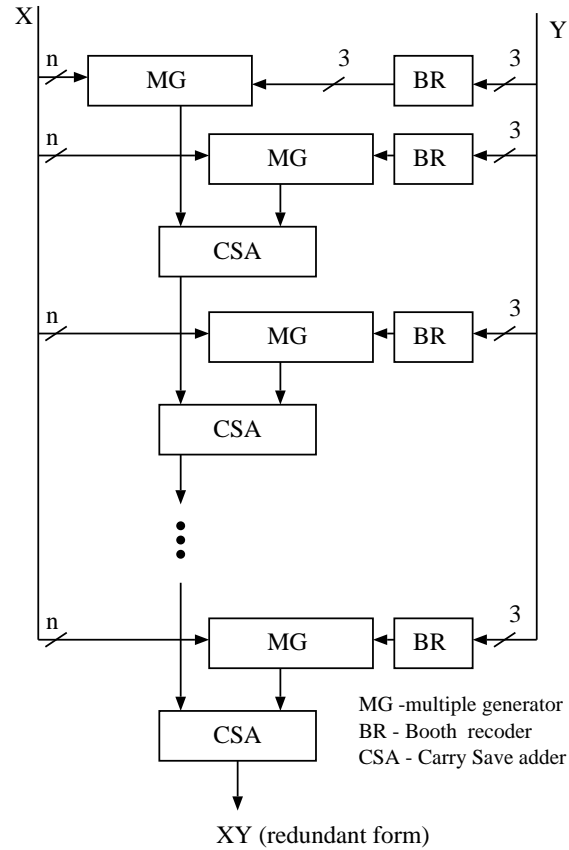 X
Y
n
MG
3
BR
3
n
MG
BR
3
CSA
n
MG
BR
3
CSA
n
MG
BR
3
CSA
MG -multiple generator
BR - Booth recoder
CSA - Carry Save adder
XY (redundant form)